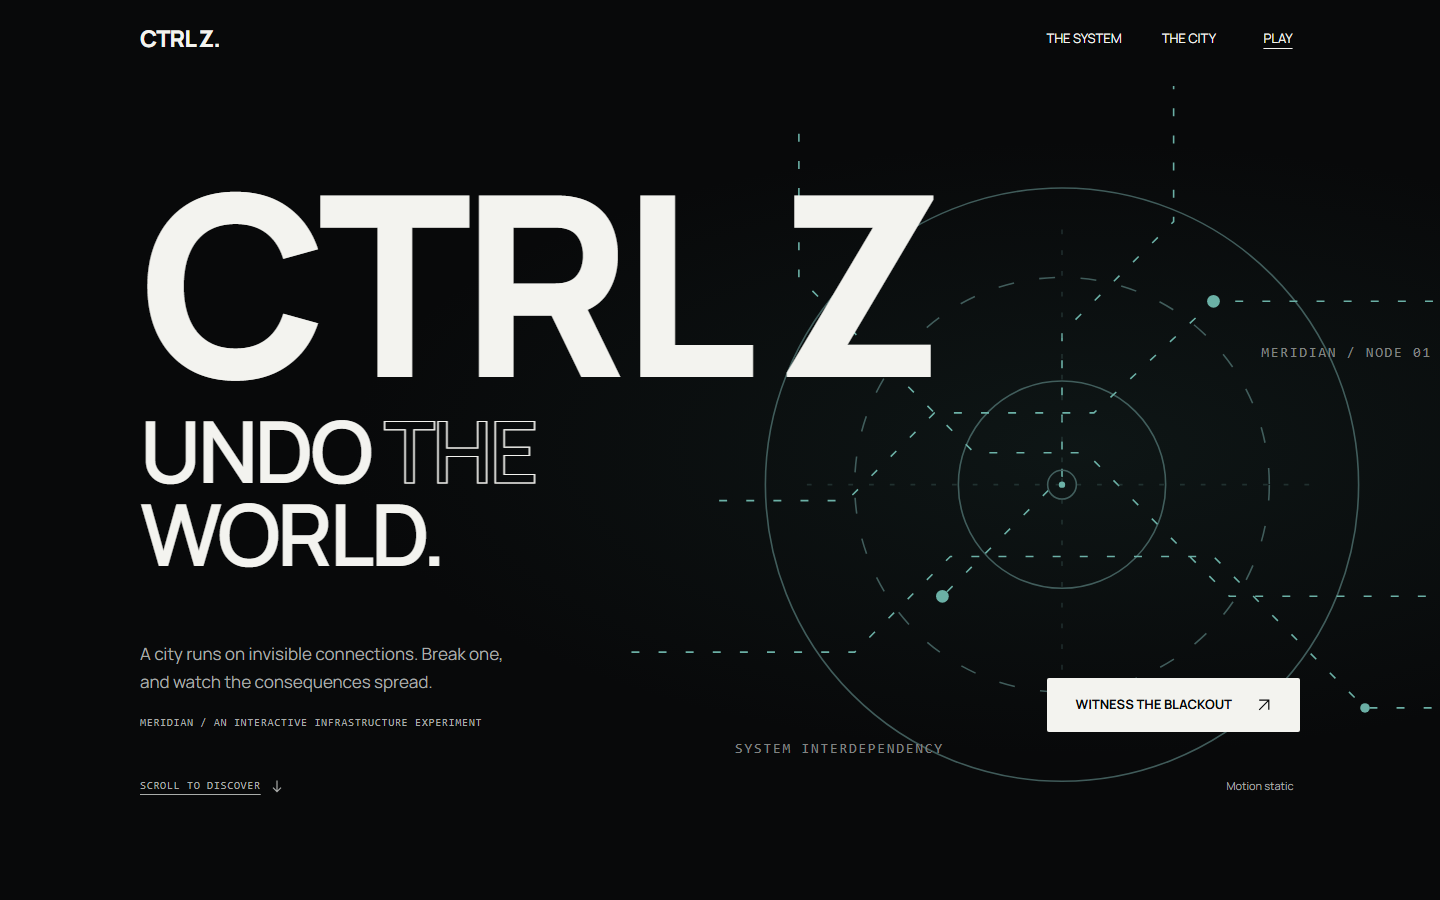 CTRL Z.
THE SYSTEM
THE CITY
PLAY
CTRL Z
UNDO THE
WORLD.
MERIDIAN / NODE 01
A city runs on invisible connections. Break one,
and watch the consequences spread.
MERIDIAN / AN INTERACTIVE INFRASTRUCTURE EXPERIMENT
WITNESS THE BLACKOUT
SYSTEM INTERDEPENDENCY
SCROLL TO DISCOVER
Motion static